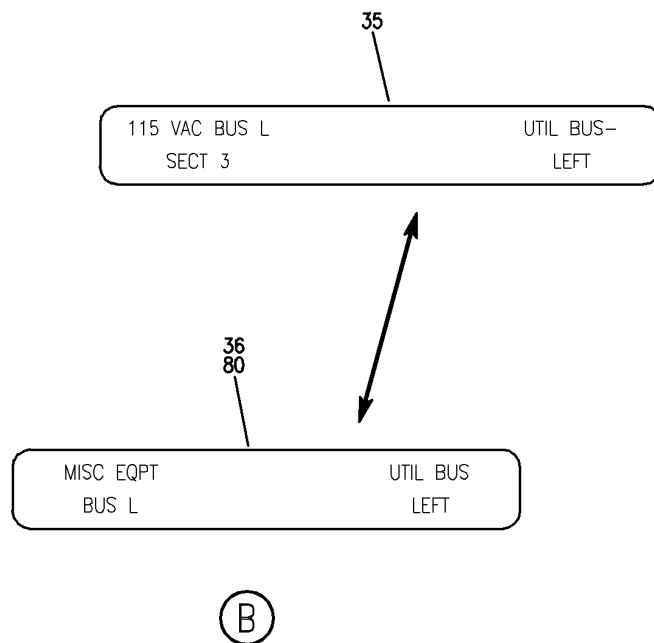 35
115 VAC BUS L UTIL BUS-
SECT 3 LEFT
36
80
MISC EQPT UTIL BUS
BUS L LEFT
B